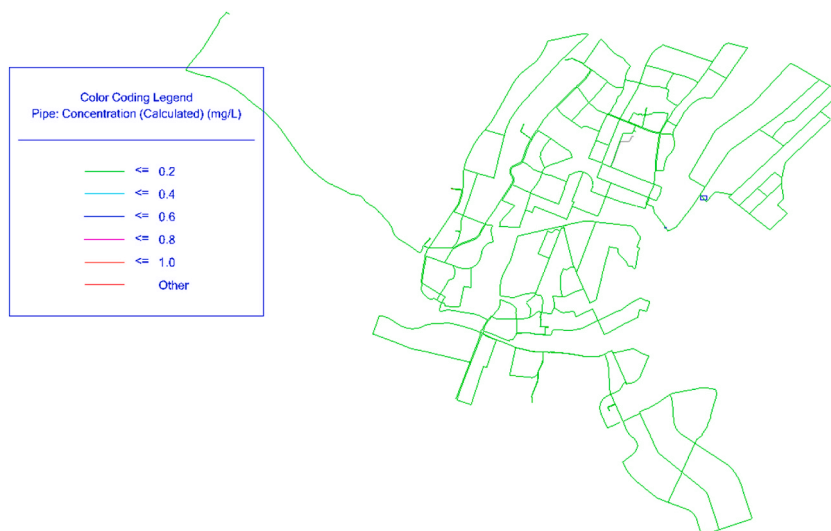 Color Coding Legend
Pipe: Concentration (Calculated) (mg/L)
<= 0.2
<= 0.4
<= 0.6
<= 0.8
<= 1.0
Other